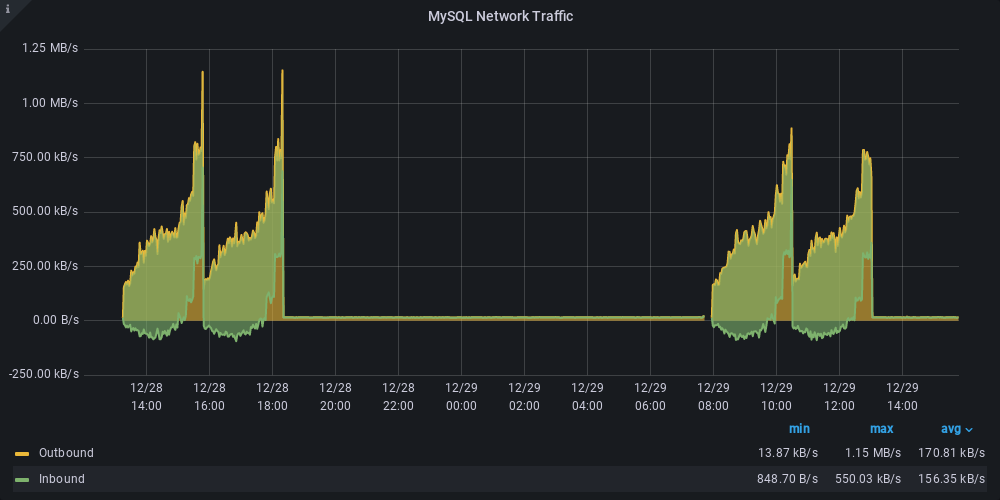 i
MySQL Network Traffic
1.25 MB/s
1.00 MB/s
750.00 kB/s
500.00 kB/s
250.00 kB/s
0.00 B/s
-250.00 kB/s
12/28 12/28 12/28 12/28 12/28 12/29 12/29 12/29 12/29 12/29 12/29 12/29 12/29
14:00 16:00 18:00 20:00 22:00 00:00 02:00 04:00 06:00 08:00 10:00 12:00 14:00
min max avg
Outbound 13.87 kB/s 1.15 MB/s 170.81 kB/s
Inbound 848.70 B/s 550.03 kB/s 156.35 kB/s